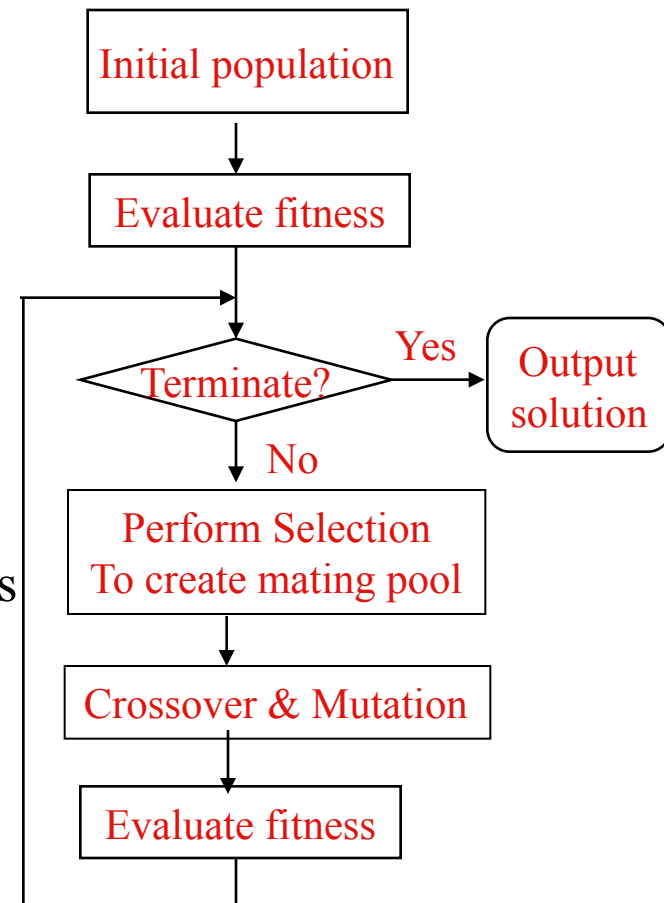 Initial population
Evaluate fitness
Terminate?
Yes
Output
solution
No
Perform Selection
To create mating pool
s
Crossover & Mutation
Evaluate fitness